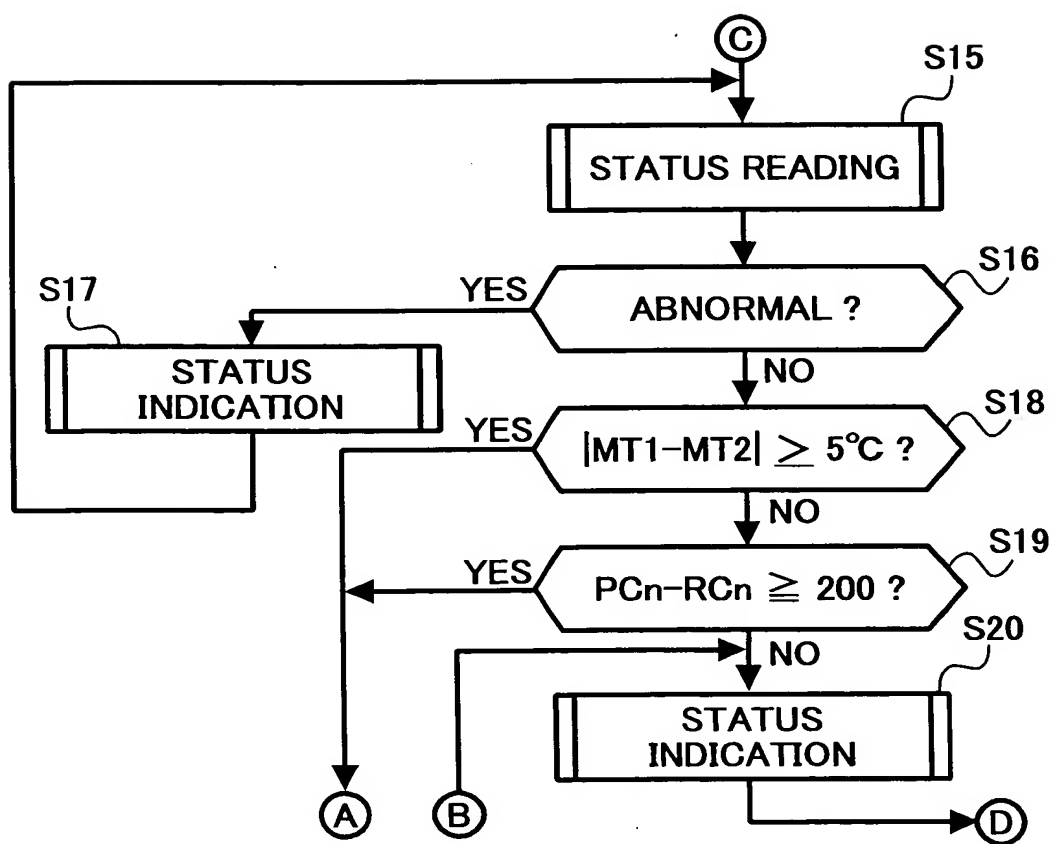 C
S15
STATUS READING
S16
YES
ABNORMAL ?
S17
STATUS
INDICATION
NO
S18
YES
|MT1-MT2| ≥ 5°C ?
NO
S19
YES
PCn-RCn ≧ 200 ?
S20
NO
STATUS
INDICATION
A
B
D